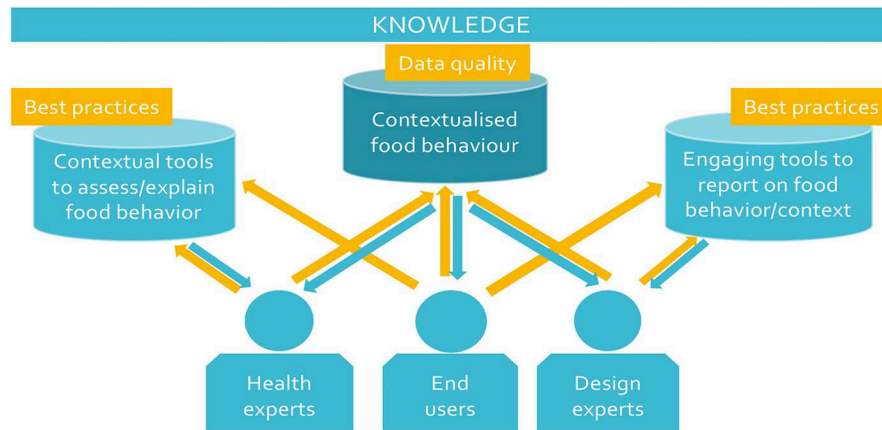 KNOWLEDGE
Data quality
Contextualised
food behaviour
Best practices
Contextual tools
to assess/explain
food behavior
Best practices
Engaging tools to
report on food
behavior/context
Health
experts
End
users
Design
experts